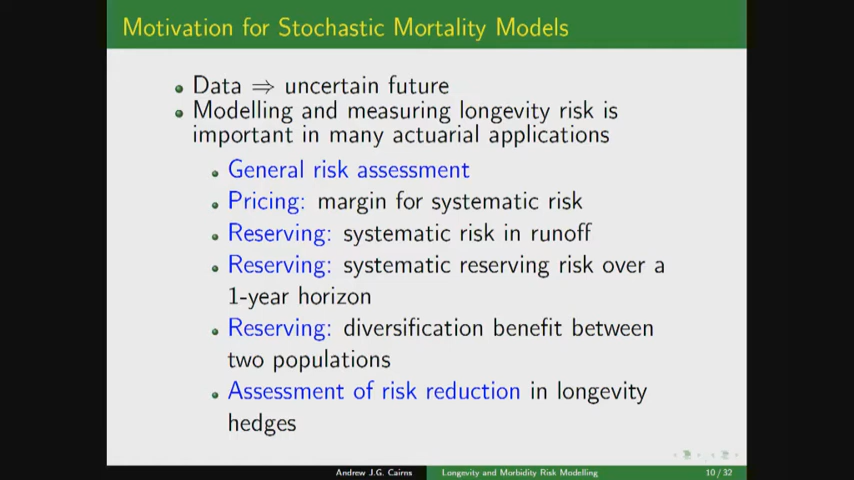 Motivation for Stochastic Mortality Models
Data ⇒ uncertain future
Modelling and measuring longevity risk is
important in many actuarial applications
General risk assessment
Pricing: margin for systematic risk
Reserving: systematic risk in runoff
Reserving: systematic reserving risk over a
1-year horizon
Reserving: diversification benefit between
two populations
Assessment of risk reduction in longevity
hedges
Andrew J.G. Cairns
Longevity and Morbidity Risk Modelling
10/32